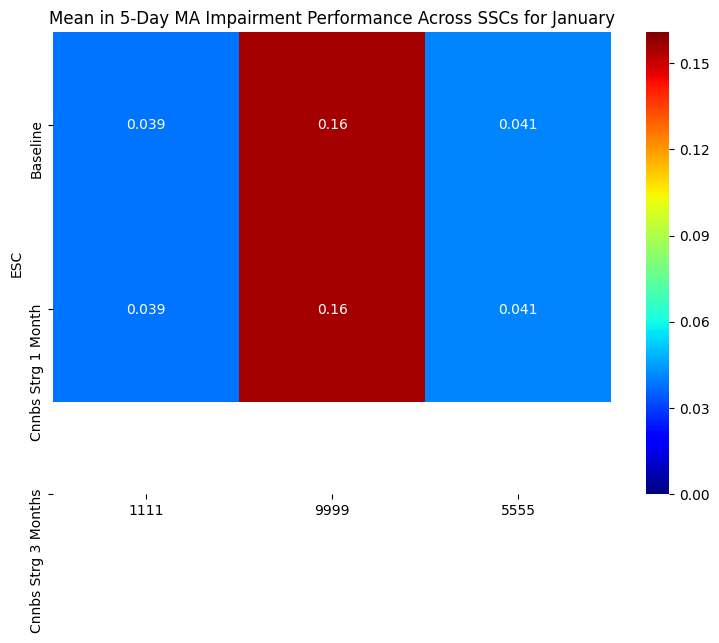 Mean in 5-Day MA Impairment Performance Across SSCs for January
ESC
Baseline
0.039 0.16 0.041
Cnnbs Strg 1 Month
0.039 0.16 0.041
Cnnbs Strg 3 Months
1111 9999 5555
0.15
0.12
0.09
0.06
0.03
0.00